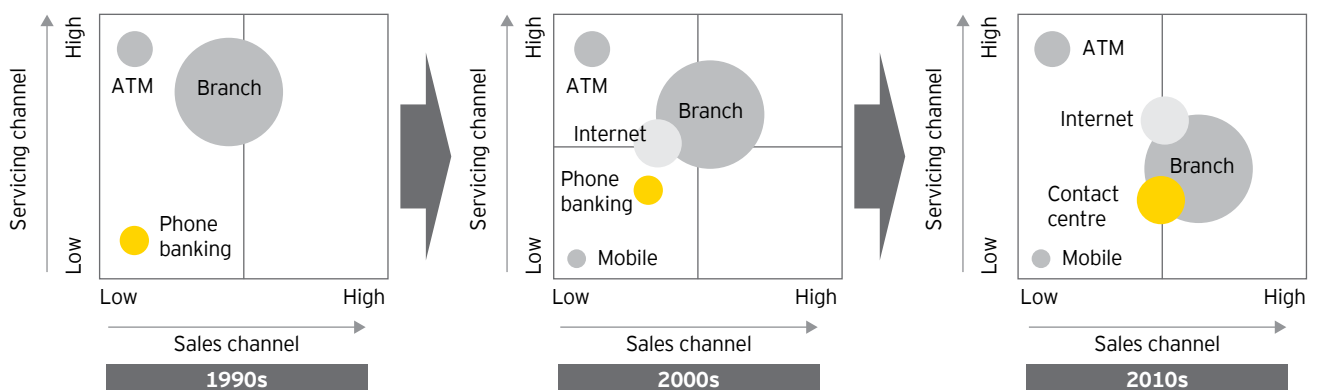 Servicing channel
High
Low
ATM
Branch
Phone
banking
Low
High
Sales channel
1990s
Servicing channel
High
Low
ATM
Branch
Internet
Phone
banking
Mobile
Low
High
Sales channel
2000s
Servicing channel
High
Low
ATM
Internet
Branch
Contact
centre
Mobile
Low
High
Sales channel
2010s